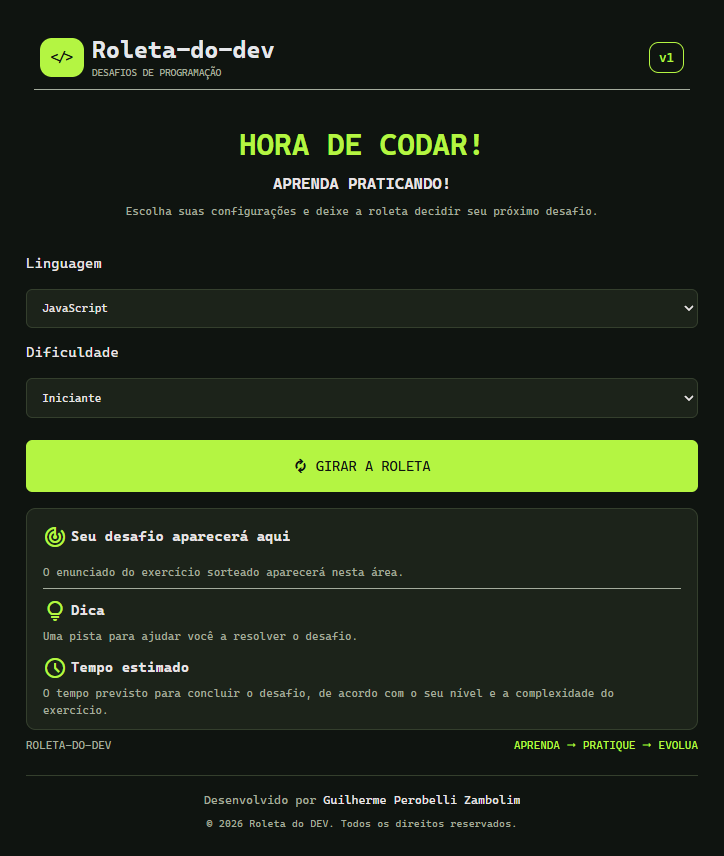 </>
Roleta-do-dev
DESAFIOS DE PROGRAMAÇÃO
v1
HORA DE CODAR!
APRENDA PRATICANDO!
Escolha suas configurações e deixe a roleta decidir seu próximo desafio.
Linguagem
JavaScript
Dificuldade
Iniciante
GIRAR A ROLETA
Seu desafio aparecerá aqui
O enunciado do exercício sorteado aparecerá nesta área.
Dica
Uma pista para ajudar você a resolver o desafio.
Tempo estimado
O tempo previsto para concluir o desafio, de acordo com o seu nível e a complexidade do
exercício.
ROLETA-DO-DEV
APRENDA → PRATIQUE → EVOLUA
Desenvolvido por Guilherme Perobelli Zambolim
© 2026 Roleta do DEV. Todos os direitos reservados.